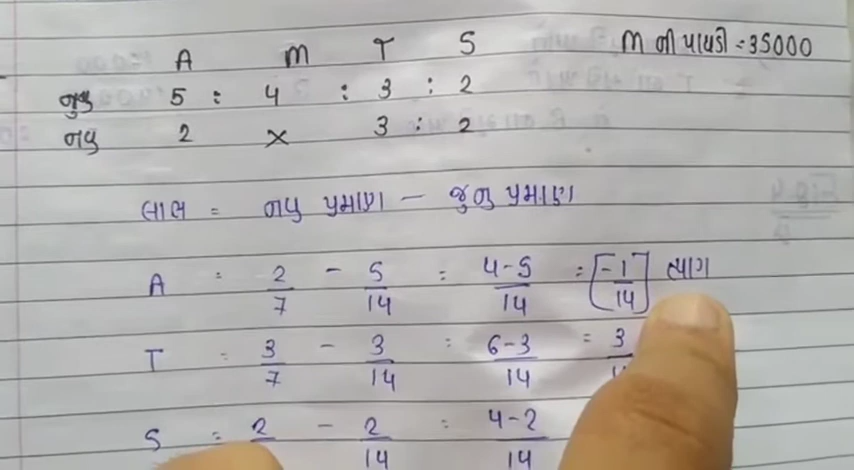 A M T S M ની પાઘડી = 35000
જુનુ 5 : 4 : 3 : 2
નવુ 2 × 3 : 2
લાભ = નવુ પ્રમાણ – જુનુ પ્રમાણ
A = 2/7 - 5/14 = 4-5/14 = [-1/14] ત્યાગ
T = 3/7 - 3/14 = 6-3/14 = 3
S = 2 - 2/14 = 4-2/14